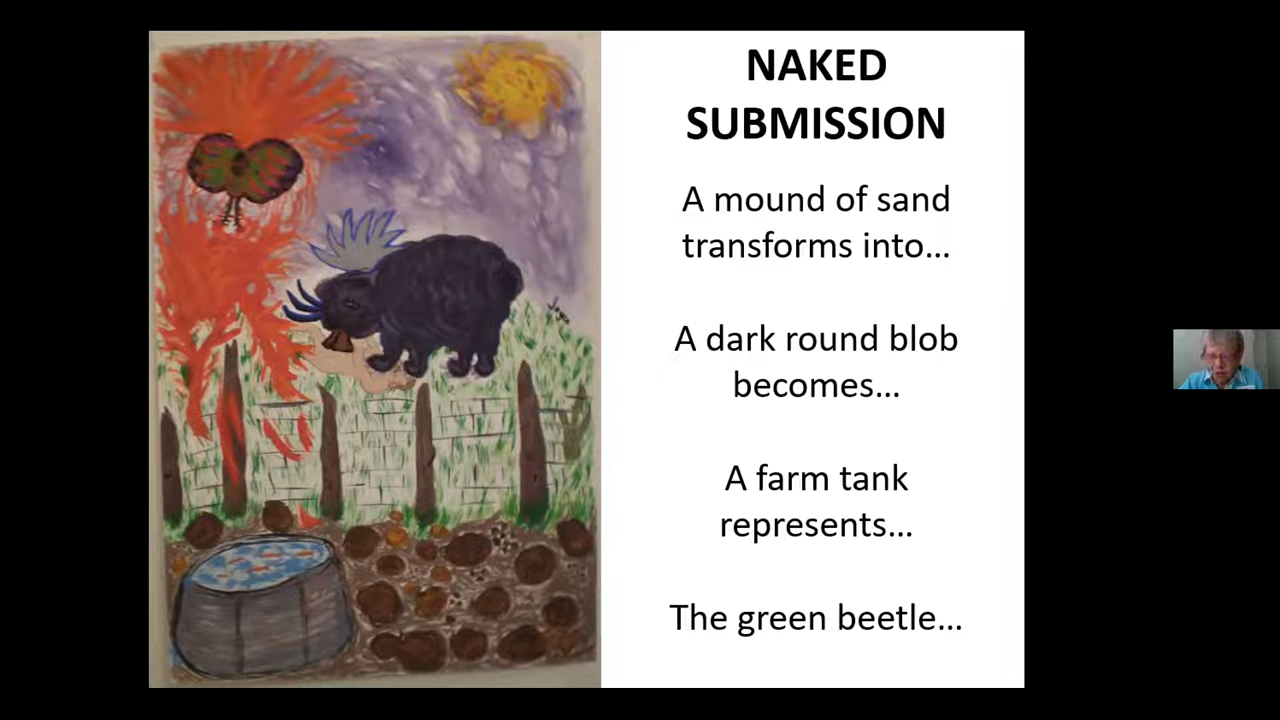 NAKED
SUBMISSION
A mound of sand
transforms into...
A dark round blob
becomes...
A farm tank
represents...
The green beetle...